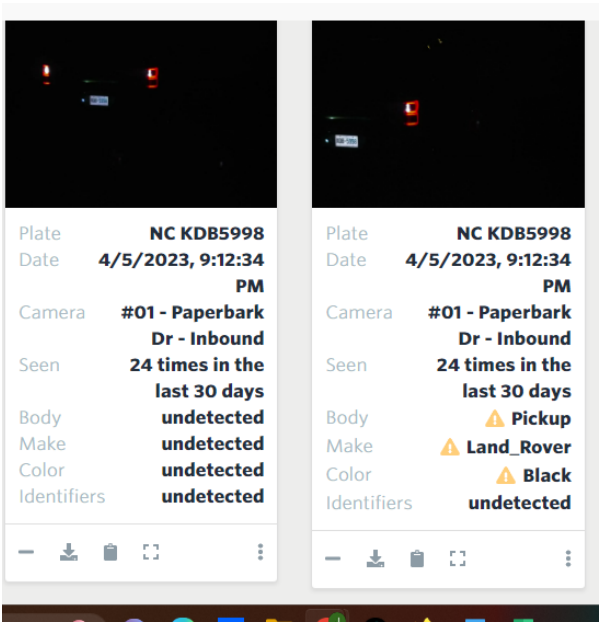 Plate NC KDB5998
Date 4/5/2023, 9:12:34
PM
Camera #01 - Paperbark
Dr - Inbound
Seen 24 times in the
last 30 days
Body undetected
Make undetected
Color undetected
Identifiers undetected
Plate NC KDB5998
Date 4/5/2023, 9:12:34
PM
Camera #01 - Paperbark
Dr - Inbound
Seen 24 times in the
last 30 days
Body Pickup
Make Land_Rover
Color Black
Identifiers undetected